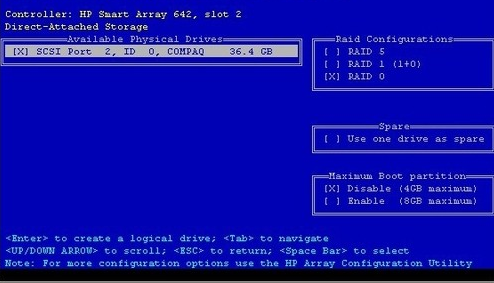 Controller: HP Smart Array 642, slot 2
Direct-Attached Storage
Available Physical Drives
[X] SCSI Port 2, ID 0, COMPAQ 36.4 GB
Raid Configurations
[ ] RAID 5
[ ] RAID 1 (1+0)
[X] RAID 0
Spare
[ ] Use one drive as spare
Maximum Boot partition
[X] Disable (4GB maximum)
[ ] Enable (8GB maximum)
<Enter> to create a logical drive; <Tab> to navigate
<UP/DOWN ARROW> to scroll; <ESC> to return; <Space Bar> to select
Note: For more configuration options use the HP Array Configuration Utility